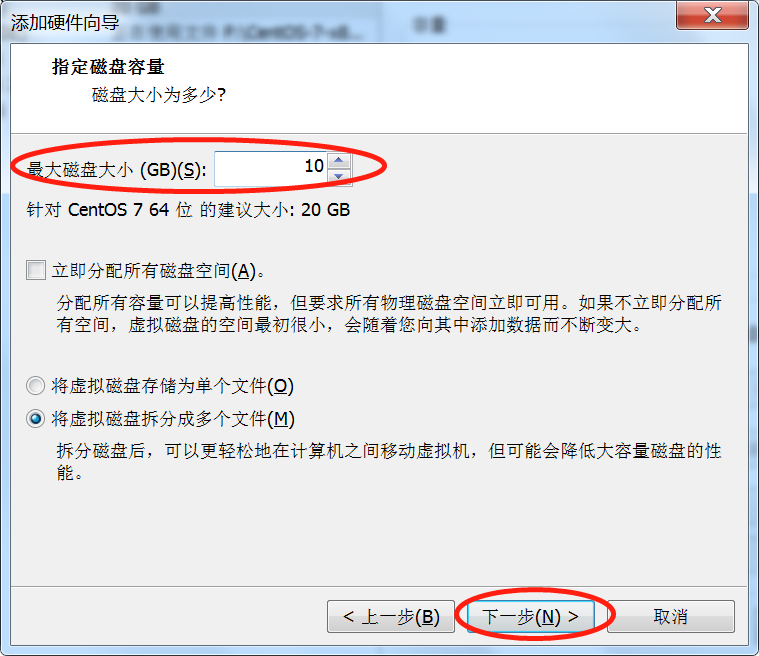 添加硬件向导
指定磁盘容量
磁盘大小为多少?
最大磁盘大小 (GB)(S): 10
针对 CentOS 7 64 位 的建议大小: 20 GB
立即分配所有磁盘空间(A)。
分配所有容量可以提高性能，但要求所有物理磁盘空间立即可用。如果不立即分配所
有空间，虚拟磁盘的空间最初很小，会随着您向其中添加数据而不断变大。
将虚拟磁盘存储为单个文件(O)
将虚拟磁盘拆分成多个文件(M)
拆分磁盘后，可以更轻松地在计算机之间移动虚拟机，但可能会降低大容量磁盘的性
能。
< 上一步(B) 下一步(N) > 取消